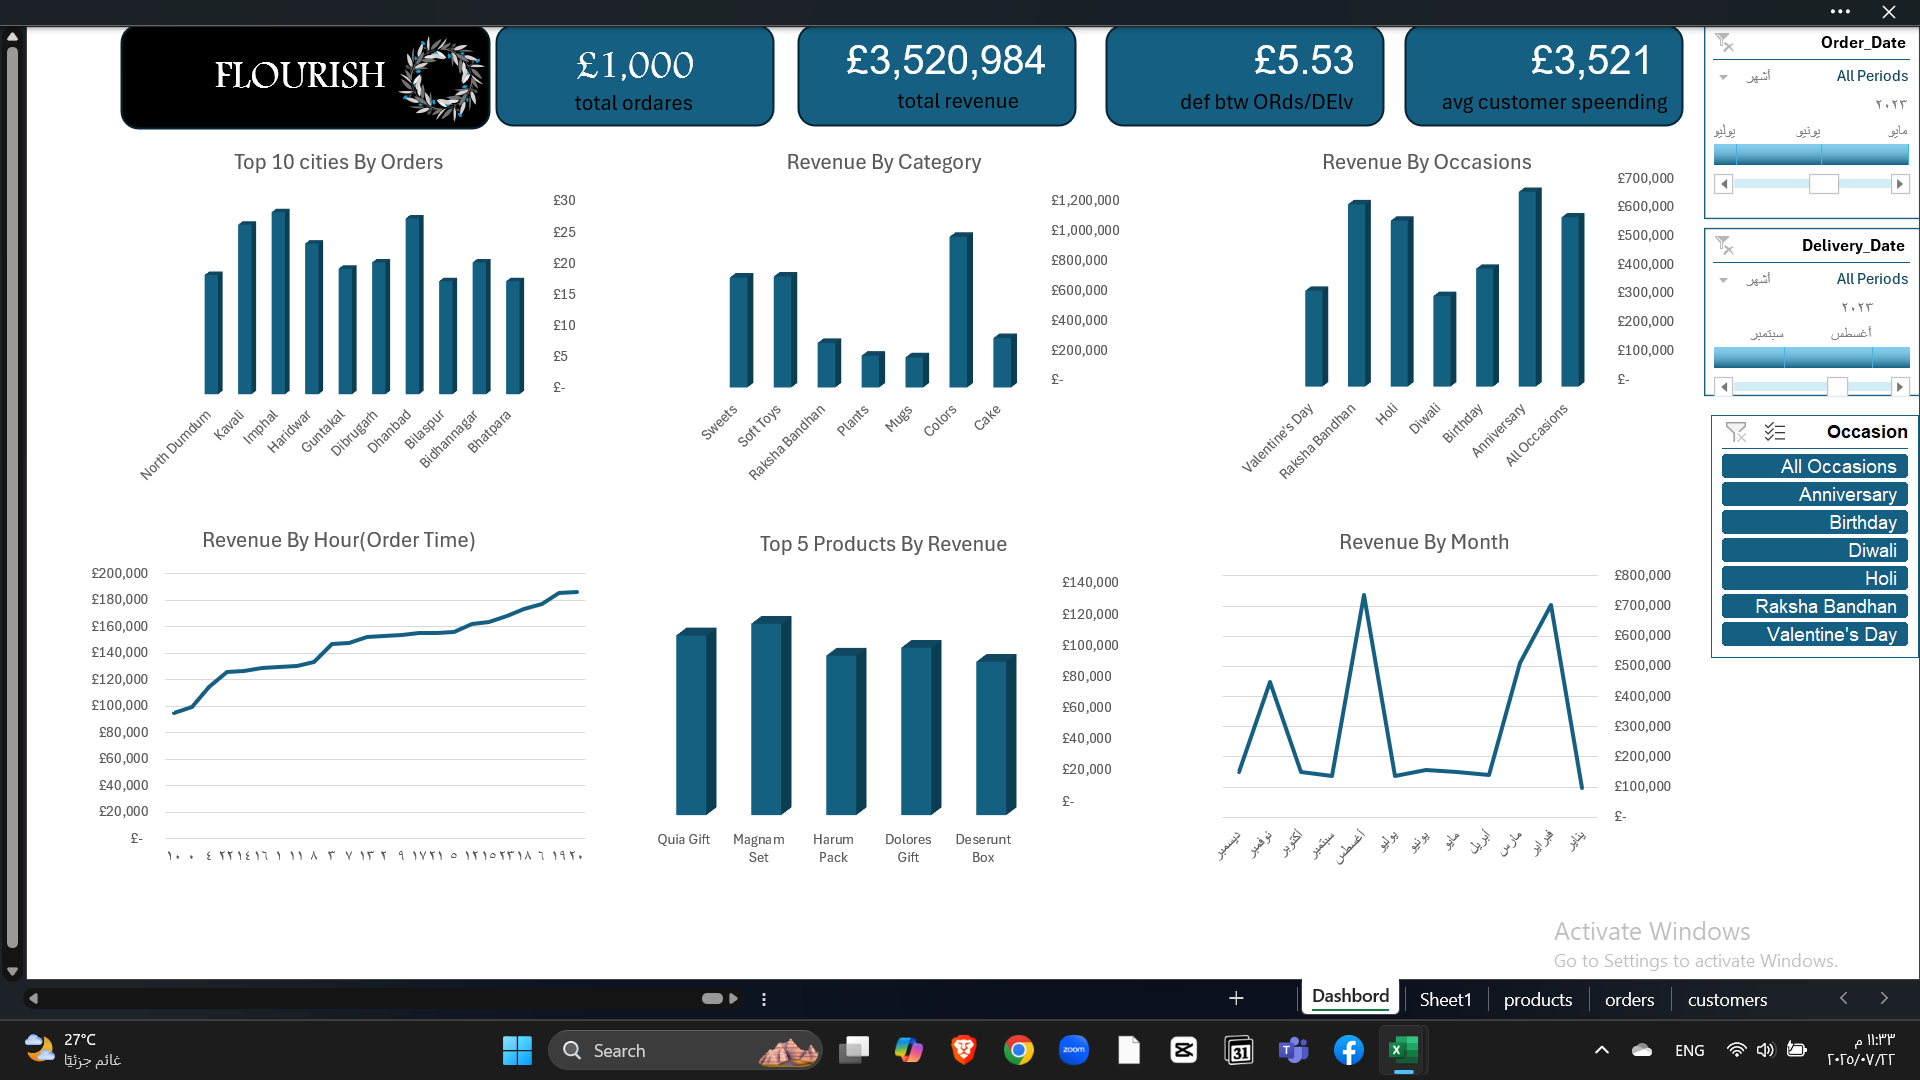 FLOURISH
£1,000
total ordares
£3,520,984
total revenue
£5.53
def btw ORds/DElv
£3,521
avg customer speending
Order_Date
All Periods
أشهر
٢٠٢٣
مايو
يونيو
يوليو
Delivery_Date
All Periods
أشهر
٢٠٢٣
أغسطس
سبتمبر
Occasion
All Occasions
Anniversary
Birthday
Diwali
Holi
Raksha Bandhan
Valentine's Day
Top 10 cities By Orders
£30
£25
£20
£15
£10
£5
£-
North Dumdum
Kavali
Imphal
Haridwar
Guntakal
Dibrugarh
Dhanbad
Bilaspur
Bidhannagar
Bhatpara
Revenue By Category
£1,200,000
£1,000,000
£800,000
£600,000
£400,000
£200,000
£-
Sweets
Soft Toys
Raksha Bandhan
Plants
Mugs
Colors
Cake
Revenue By Occasions
£700,000
£600,000
£500,000
£400,000
£300,000
£200,000
£100,000
£-
Valentine's Day
Raksha Bandhan
Holi
Diwali
Birthday
Anniversary
All Occasions
Revenue By Hour(Order Time)
£200,000
£180,000
£160,000
£140,000
£120,000
£100,000
£80,000
£60,000
£40,000
£20,000
£-
١٠ ٠ ٤ ٢٢ ١٤ ١٦ ١ ١١ ٨ ٣ ٧ ١٣ ٢ ٩ ١٧ ٢١ ٥ ١٢ ١٥ ٢٣ ١٨ ٦ ١٩ ٢٠
Top 5 Products By Revenue
£140,000
£120,000
£100,000
£80,000
£60,000
£40,000
£20,000
£-
Quia Gift
Magnam Set
Harum Pack
Dolores Gift
Deserunt Box
Revenue By Month
£800,000
£700,000
£600,000
£500,000
£400,000
£300,000
£200,000
£100,000
£-
ديسمبر
نوفمبر
أكتوبر
سبتمبر
أغسطس
يوليو
يونيو
مايو
أبريل
مارس
فبراير
يناير
Activate Windows
Go to Settings to activate Windows.
Dashbord
Sheet1
products
orders
customers
27°C
غائم جزئيًا
Search
zoom
31
ENG
١١:٣٣ م
٢٠٢٥/٠٧/٢٢